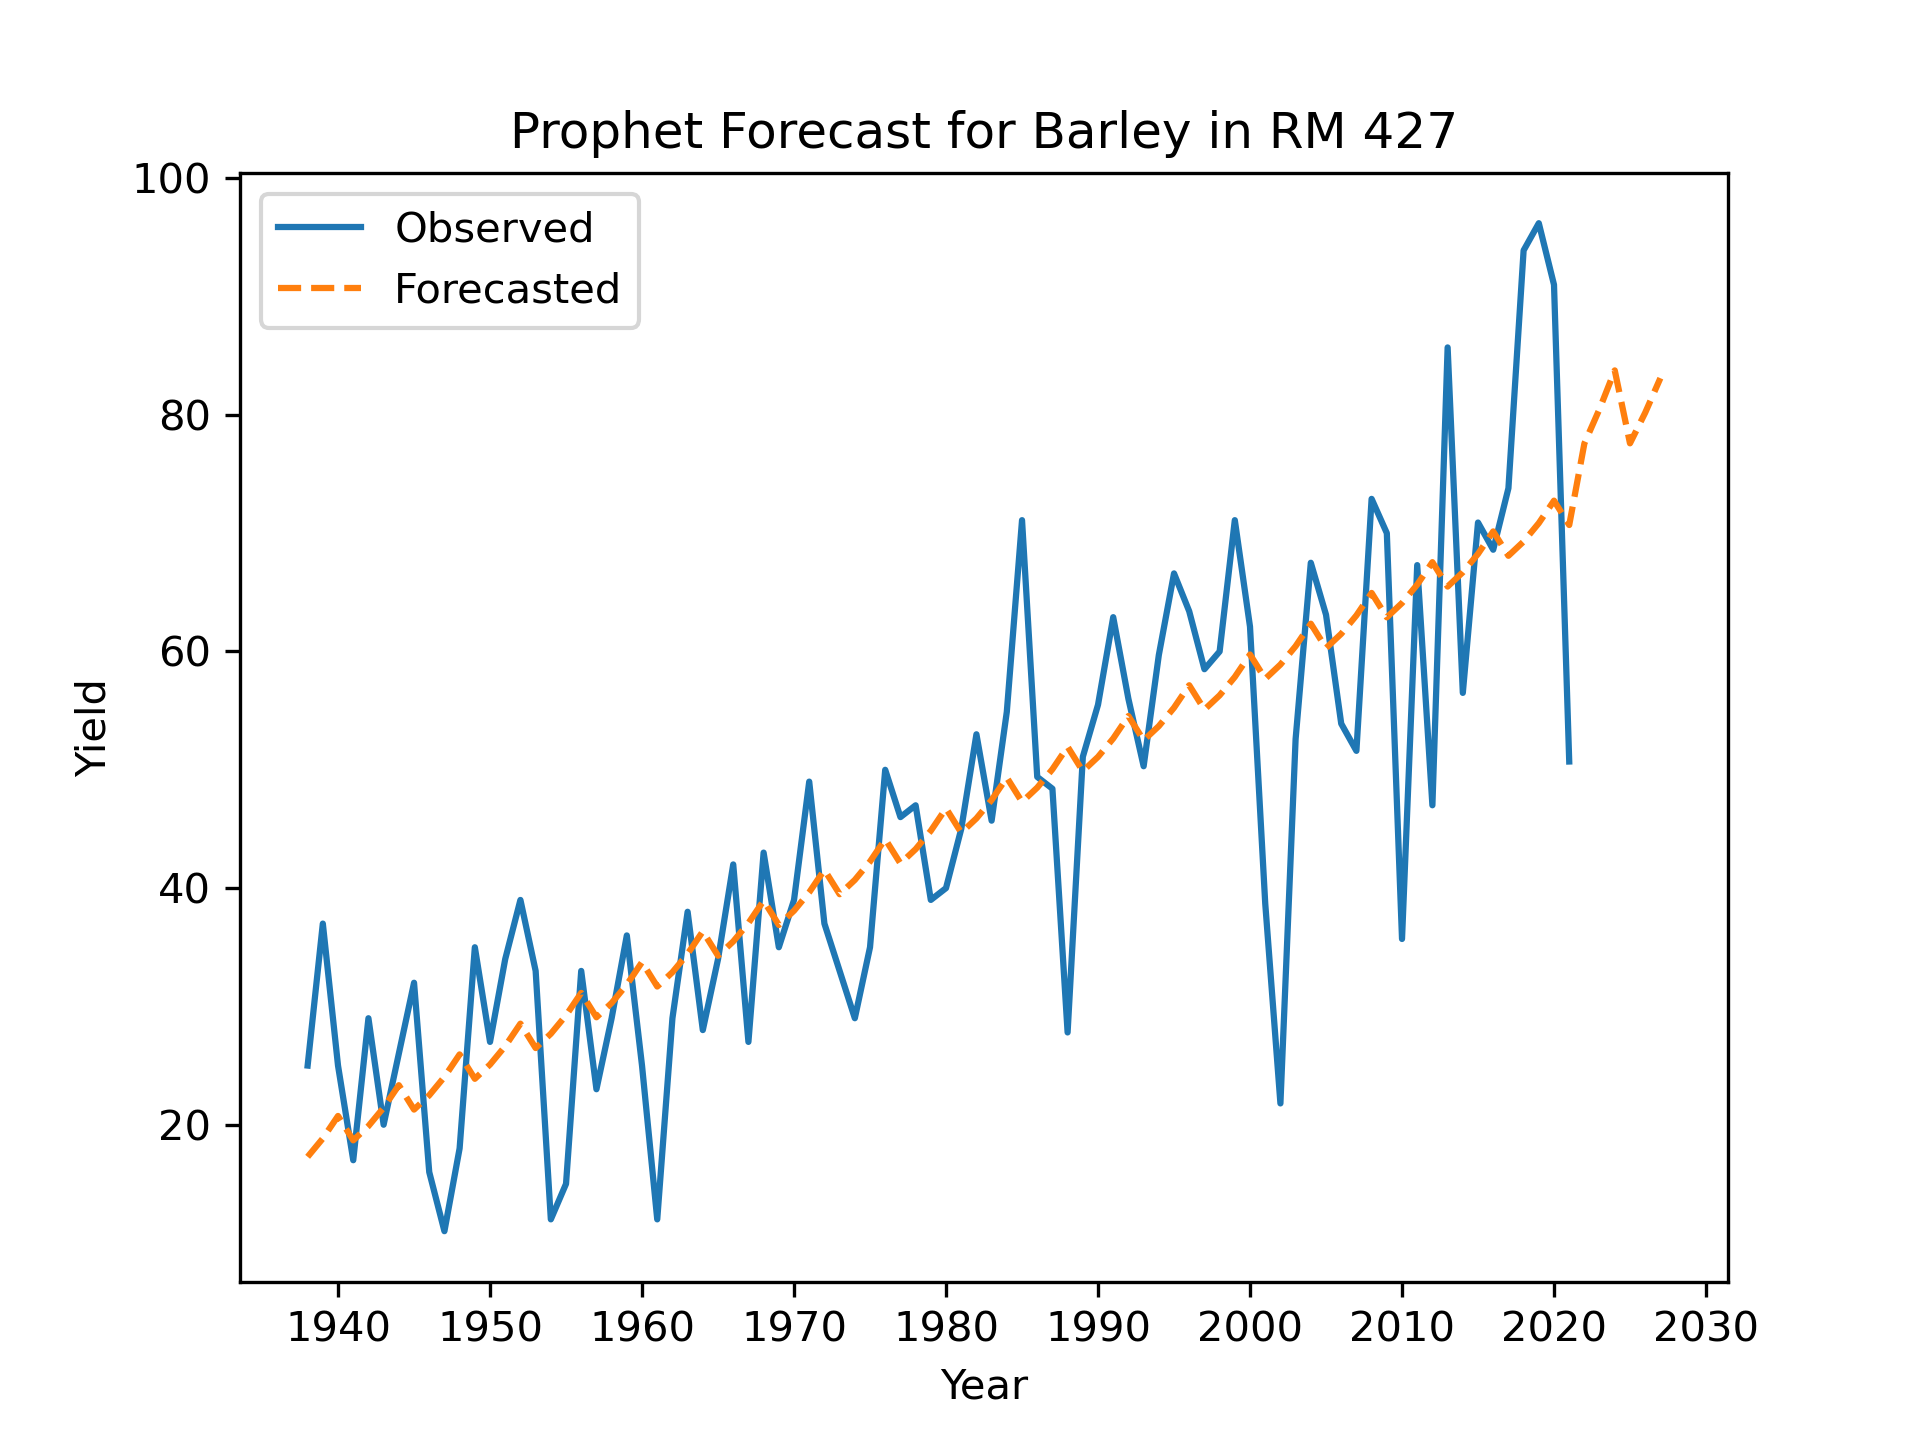 Prophet Forecast for Barley in RM 427
Observed
Forecasted
100
80
60
40
20
Yield
1940 1950 1960 1970 1980 1990 2000 2010 2020 2030
Year